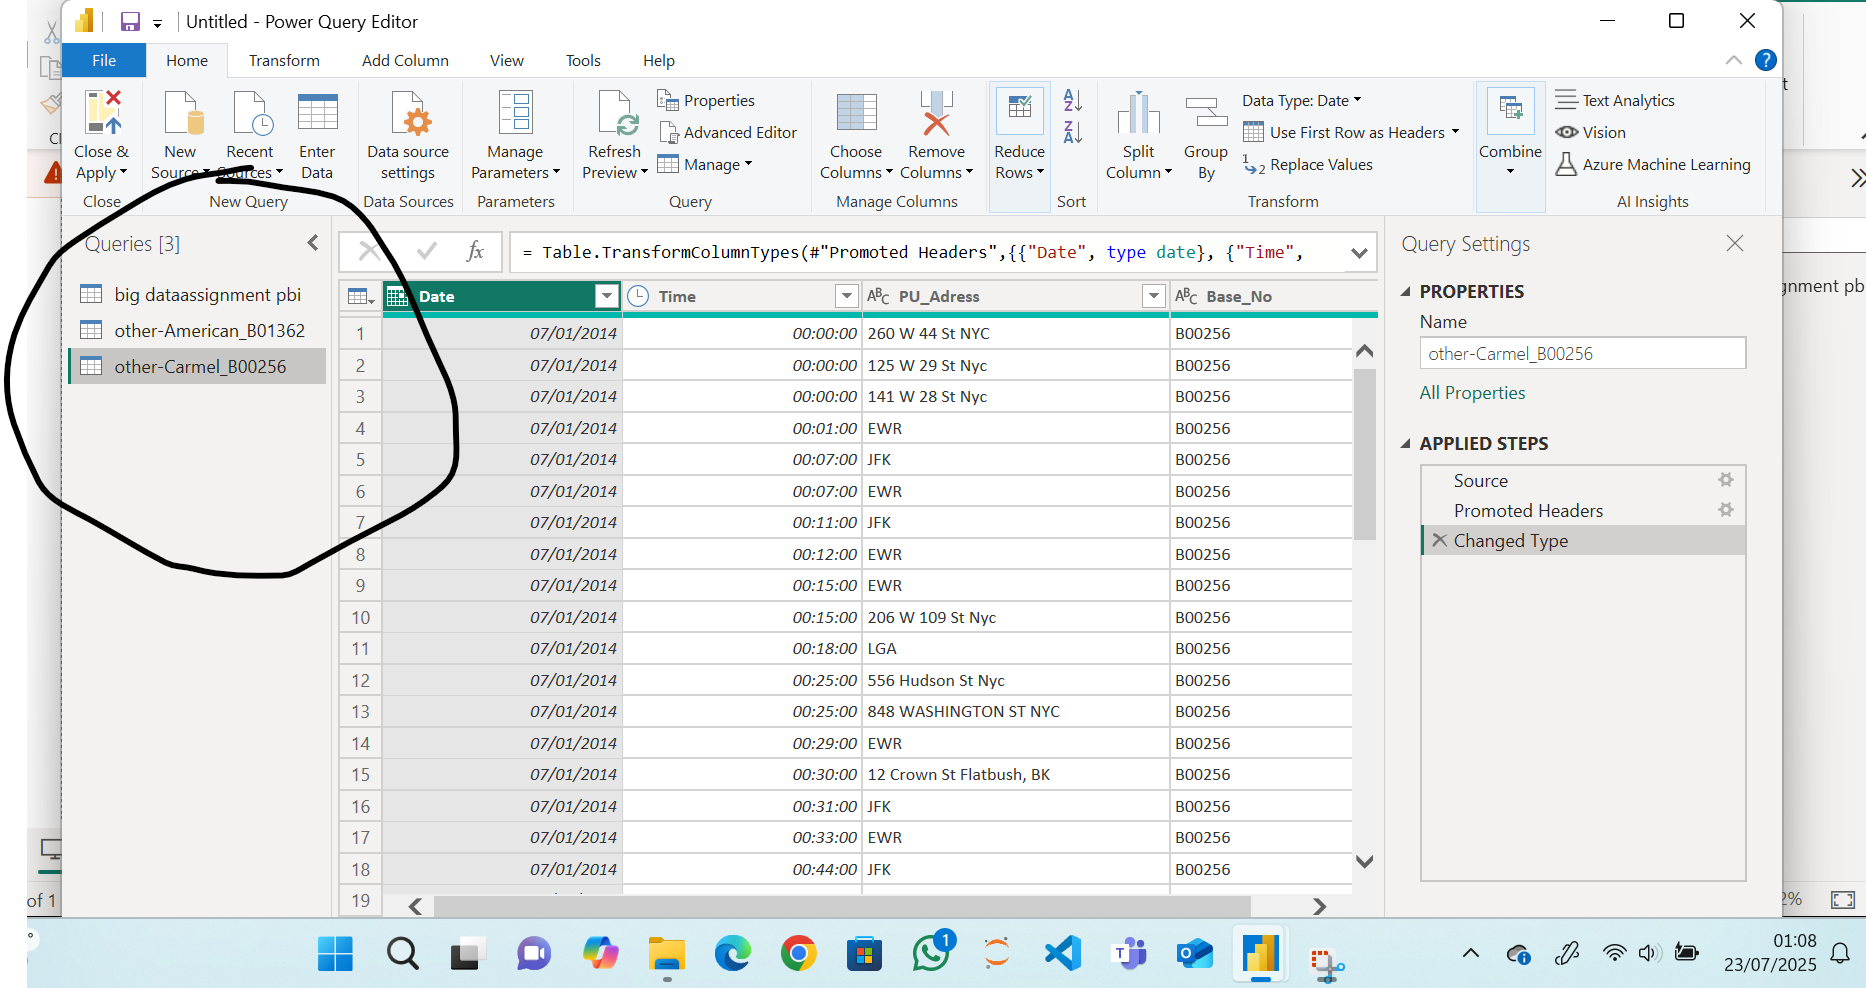 Untitled - Power Query Editor
File Home Transform Add Column View Tools Help
Close & Apply
New Source
Recent Sources
Enter Data
Data source settings
Manage Parameters
Refresh Preview
Properties
Advanced Editor
Manage
Choose Columns
Remove Columns
Reduce Rows
Split Column
Group By
Data Type: Date
Use First Row as Headers
Replace Values
Combine
Text Analytics
Vision
Azure Machine Learning
Close New Query Data Sources Parameters Query Manage Columns Sort Transform AI Insights
Queries [3]
big dataassignment pbi
other-American_B01362
other-Carmel_B00256
fx = Table.TransformColumnTypes(#"Promoted Headers",{{"Date", type date}, {"Time",
Date Time ABC PU_Adress ABC Base_No
1 07/01/2014 00:00:00 260 W 44 St NYC B00256
2 07/01/2014 00:00:00 125 W 29 St Nyc B00256
3 07/01/2014 00:00:00 141 W 28 St Nyc B00256
4 07/01/2014 00:01:00 EWR B00256
5 07/01/2014 00:07:00 JFK B00256
6 07/01/2014 00:07:00 EWR B00256
7 07/01/2014 00:11:00 JFK B00256
8 07/01/2014 00:12:00 EWR B00256
9 07/01/2014 00:15:00 EWR B00256
10 07/01/2014 00:15:00 206 W 109 St Nyc B00256
11 07/01/2014 00:18:00 LGA B00256
12 07/01/2014 00:25:00 556 Hudson St Nyc B00256
13 07/01/2014 00:25:00 848 WASHINGTON ST NYC B00256
14 07/01/2014 00:29:00 EWR B00256
15 07/01/2014 00:30:00 12 Crown St Flatbush, BK B00256
16 07/01/2014 00:31:00 JFK B00256
17 07/01/2014 00:33:00 EWR B00256
18 07/01/2014 00:44:00 JFK B00256
19
Query Settings
PROPERTIES
Name
other-Carmel_B00256
All Properties
APPLIED STEPS
Source
Promoted Headers
Changed Type
gnment pb
of 1
2%
1
01:08
23/07/2025